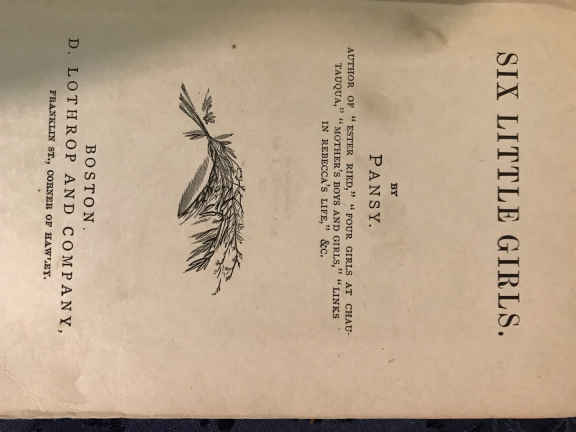 SIX LITTLE GIRLS.
BY
PANSY.
AUTHOR OF "ESTER RIED," "FOUR GIRLS AT CHAU-
TAUQUA," "MOTHER'S BOYS AND GIRLS," "LINKS
IN REBECCA'S LIFE," &C.
BOSTON.
D. LOTHROP AND COMPANY,
FRANKLIN ST., CORNER OF HAWLEY.